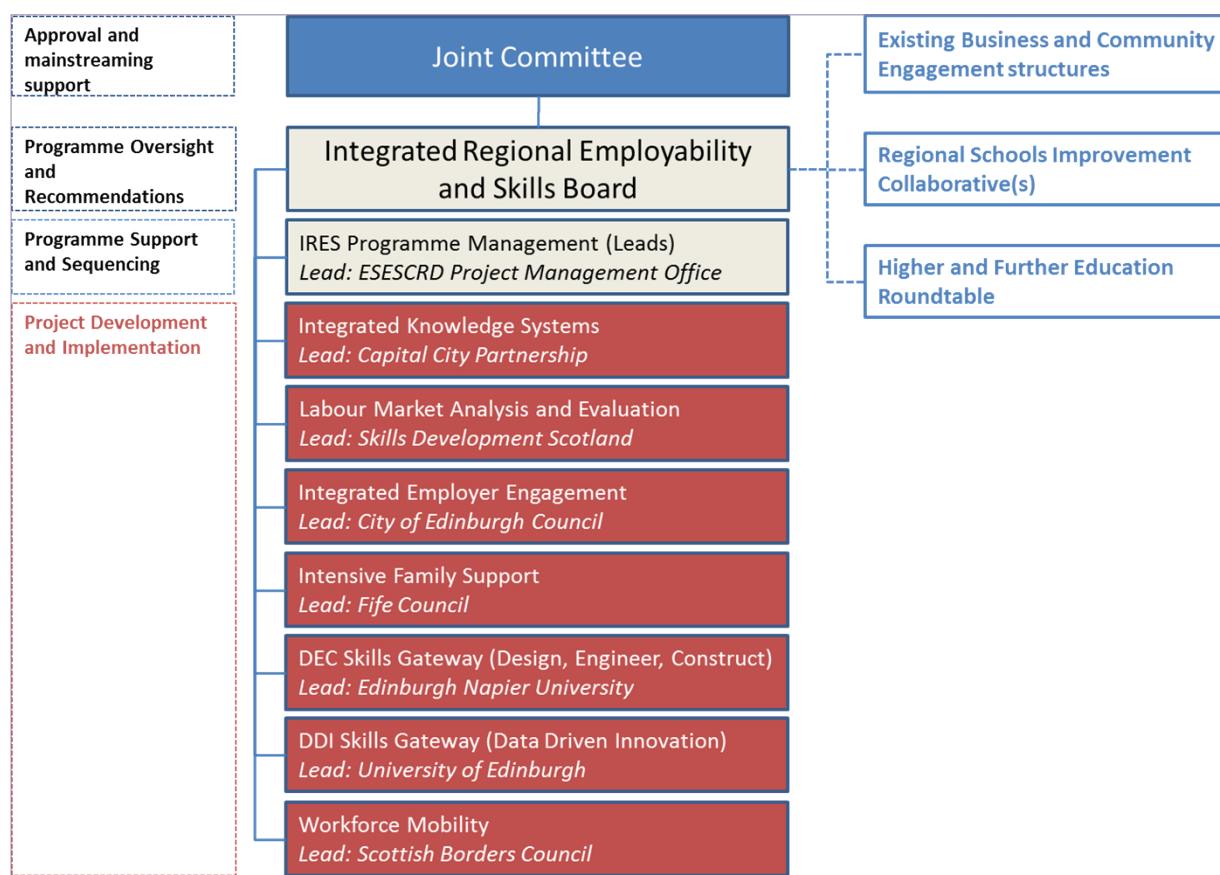 Approval and
mainstreaming
support
Joint Committee
Existing Business and Community
Engagement structures
Programme Oversight
and
Recommendations
Integrated Regional Employability
and Skills Board
Regional Schools Improvement
Collaborative(s)
Programme Support
and Sequencing
IRES Programme Management (Leads)
Lead: ESESCRD Project Management Office
Higher and Further Education
Roundtable
Project Development
and Implementation
Integrated Knowledge Systems
Lead: Capital City Partnership
Labour Market Analysis and Evaluation
Lead: Skills Development Scotland
Integrated Employer Engagement
Lead: City of Edinburgh Council
Intensive Family Support
Lead: Fife Council
DEC Skills Gateway (Design, Engineer, Construct)
Lead: Edinburgh Napier University
DDI Skills Gateway (Data Driven Innovation)
Lead: University of Edinburgh
Workforce Mobility
Lead: Scottish Borders Council